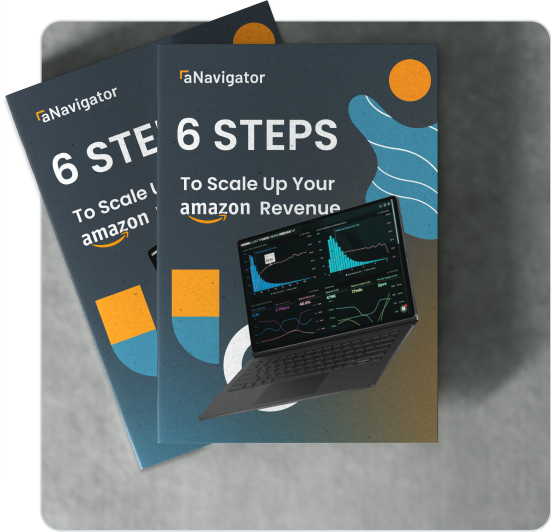 aNavigator
6 STEPS
To Scale Up Your
amazon Revenue
aNavigator
6 STE
To Scale U
amazon